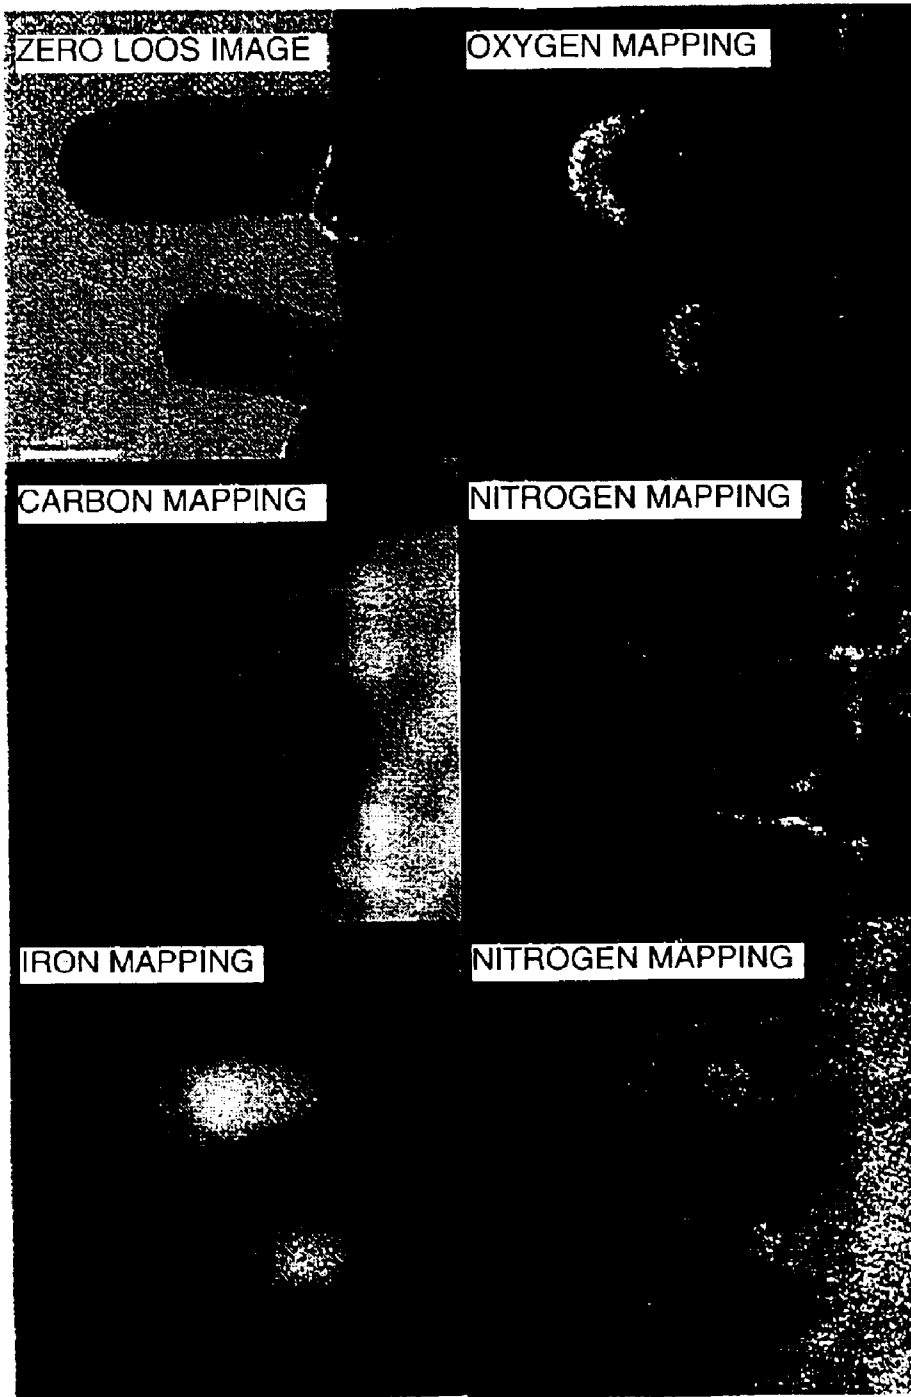 ZERO LOOS IMAGE
OXYGEN MAPPING
CARBON MAPPING
NITROGEN MAPPING
IRON MAPPING
NITROGEN MAPPING